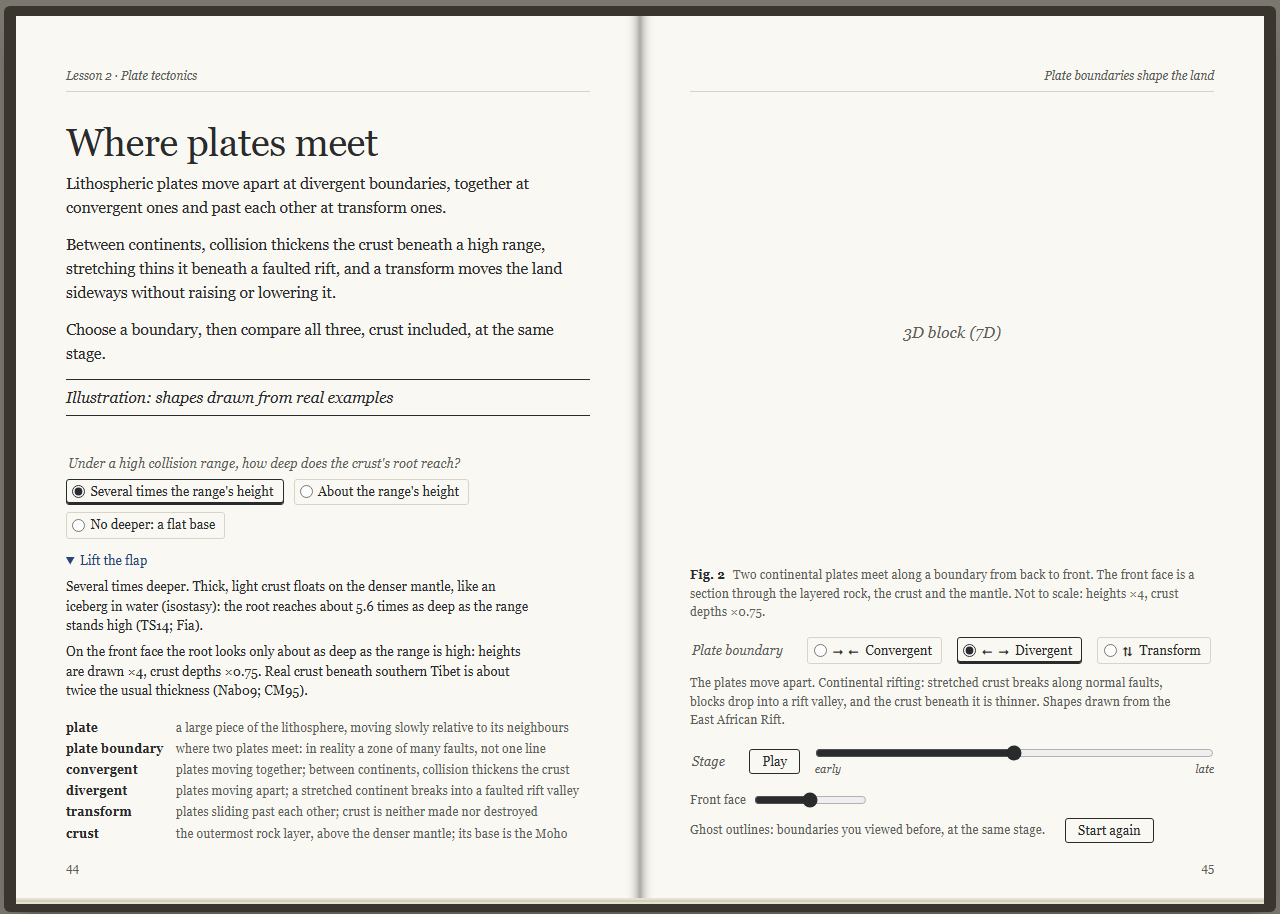 Lesson 2 · Plate tectonics
Where plates meet
Lithospheric plates move apart at divergent boundaries, together at
convergent ones and past each other at transform ones.
Between continents, collision thickens the crust beneath a high range,
stretching thins it beneath a faulted rift, and a transform moves the land
sideways without raising or lowering it.
Choose a boundary, then compare all three, crust included, at the same
stage.
Illustration: shapes drawn from real examples
Under a high collision range, how deep does the crust's root reach?
Several times the range's height
About the range's height
No deeper: a flat base
▼ Lift the flap
Several times deeper. Thick, light crust floats on the denser mantle, like an
iceberg in water (isostasy): the root reaches about 5.6 times as deep as the range
stands high (TS14; Fia).
On the front face the root looks only about as deep as the range is high: heights
are drawn ×4, crust depths ×0.75. Real crust beneath southern Tibet is about
twice the usual thickness (Nab09; CM95).
plate a large piece of the lithosphere, moving slowly relative to its neighbours
plate boundary where two plates meet: in reality a zone of many faults, not one line
convergent plates moving together; between continents, collision thickens the crust
divergent plates moving apart; a stretched continent breaks into a faulted rift valley
transform plates sliding past each other; crust is neither made nor destroyed
crust the outermost rock layer, above the denser mantle; its base is the Moho
44
Plate boundaries shape the land
3D block (7D)
Fig. 2 Two continental plates meet along a boundary from back to front. The front face is a
section through the layered rock, the crust and the mantle. Not to scale: heights ×4, crust
depths ×0.75.
Plate boundary → ← Convergent ← → Divergent ⇅ Transform
The plates move apart. Continental rifting: stretched crust breaks along normal faults,
blocks drop into a rift valley, and the crust beneath it is thinner. Shapes drawn from the
East African Rift.
Stage Play
early late
Front face
Ghost outlines: boundaries you viewed before, at the same stage. Start again
45